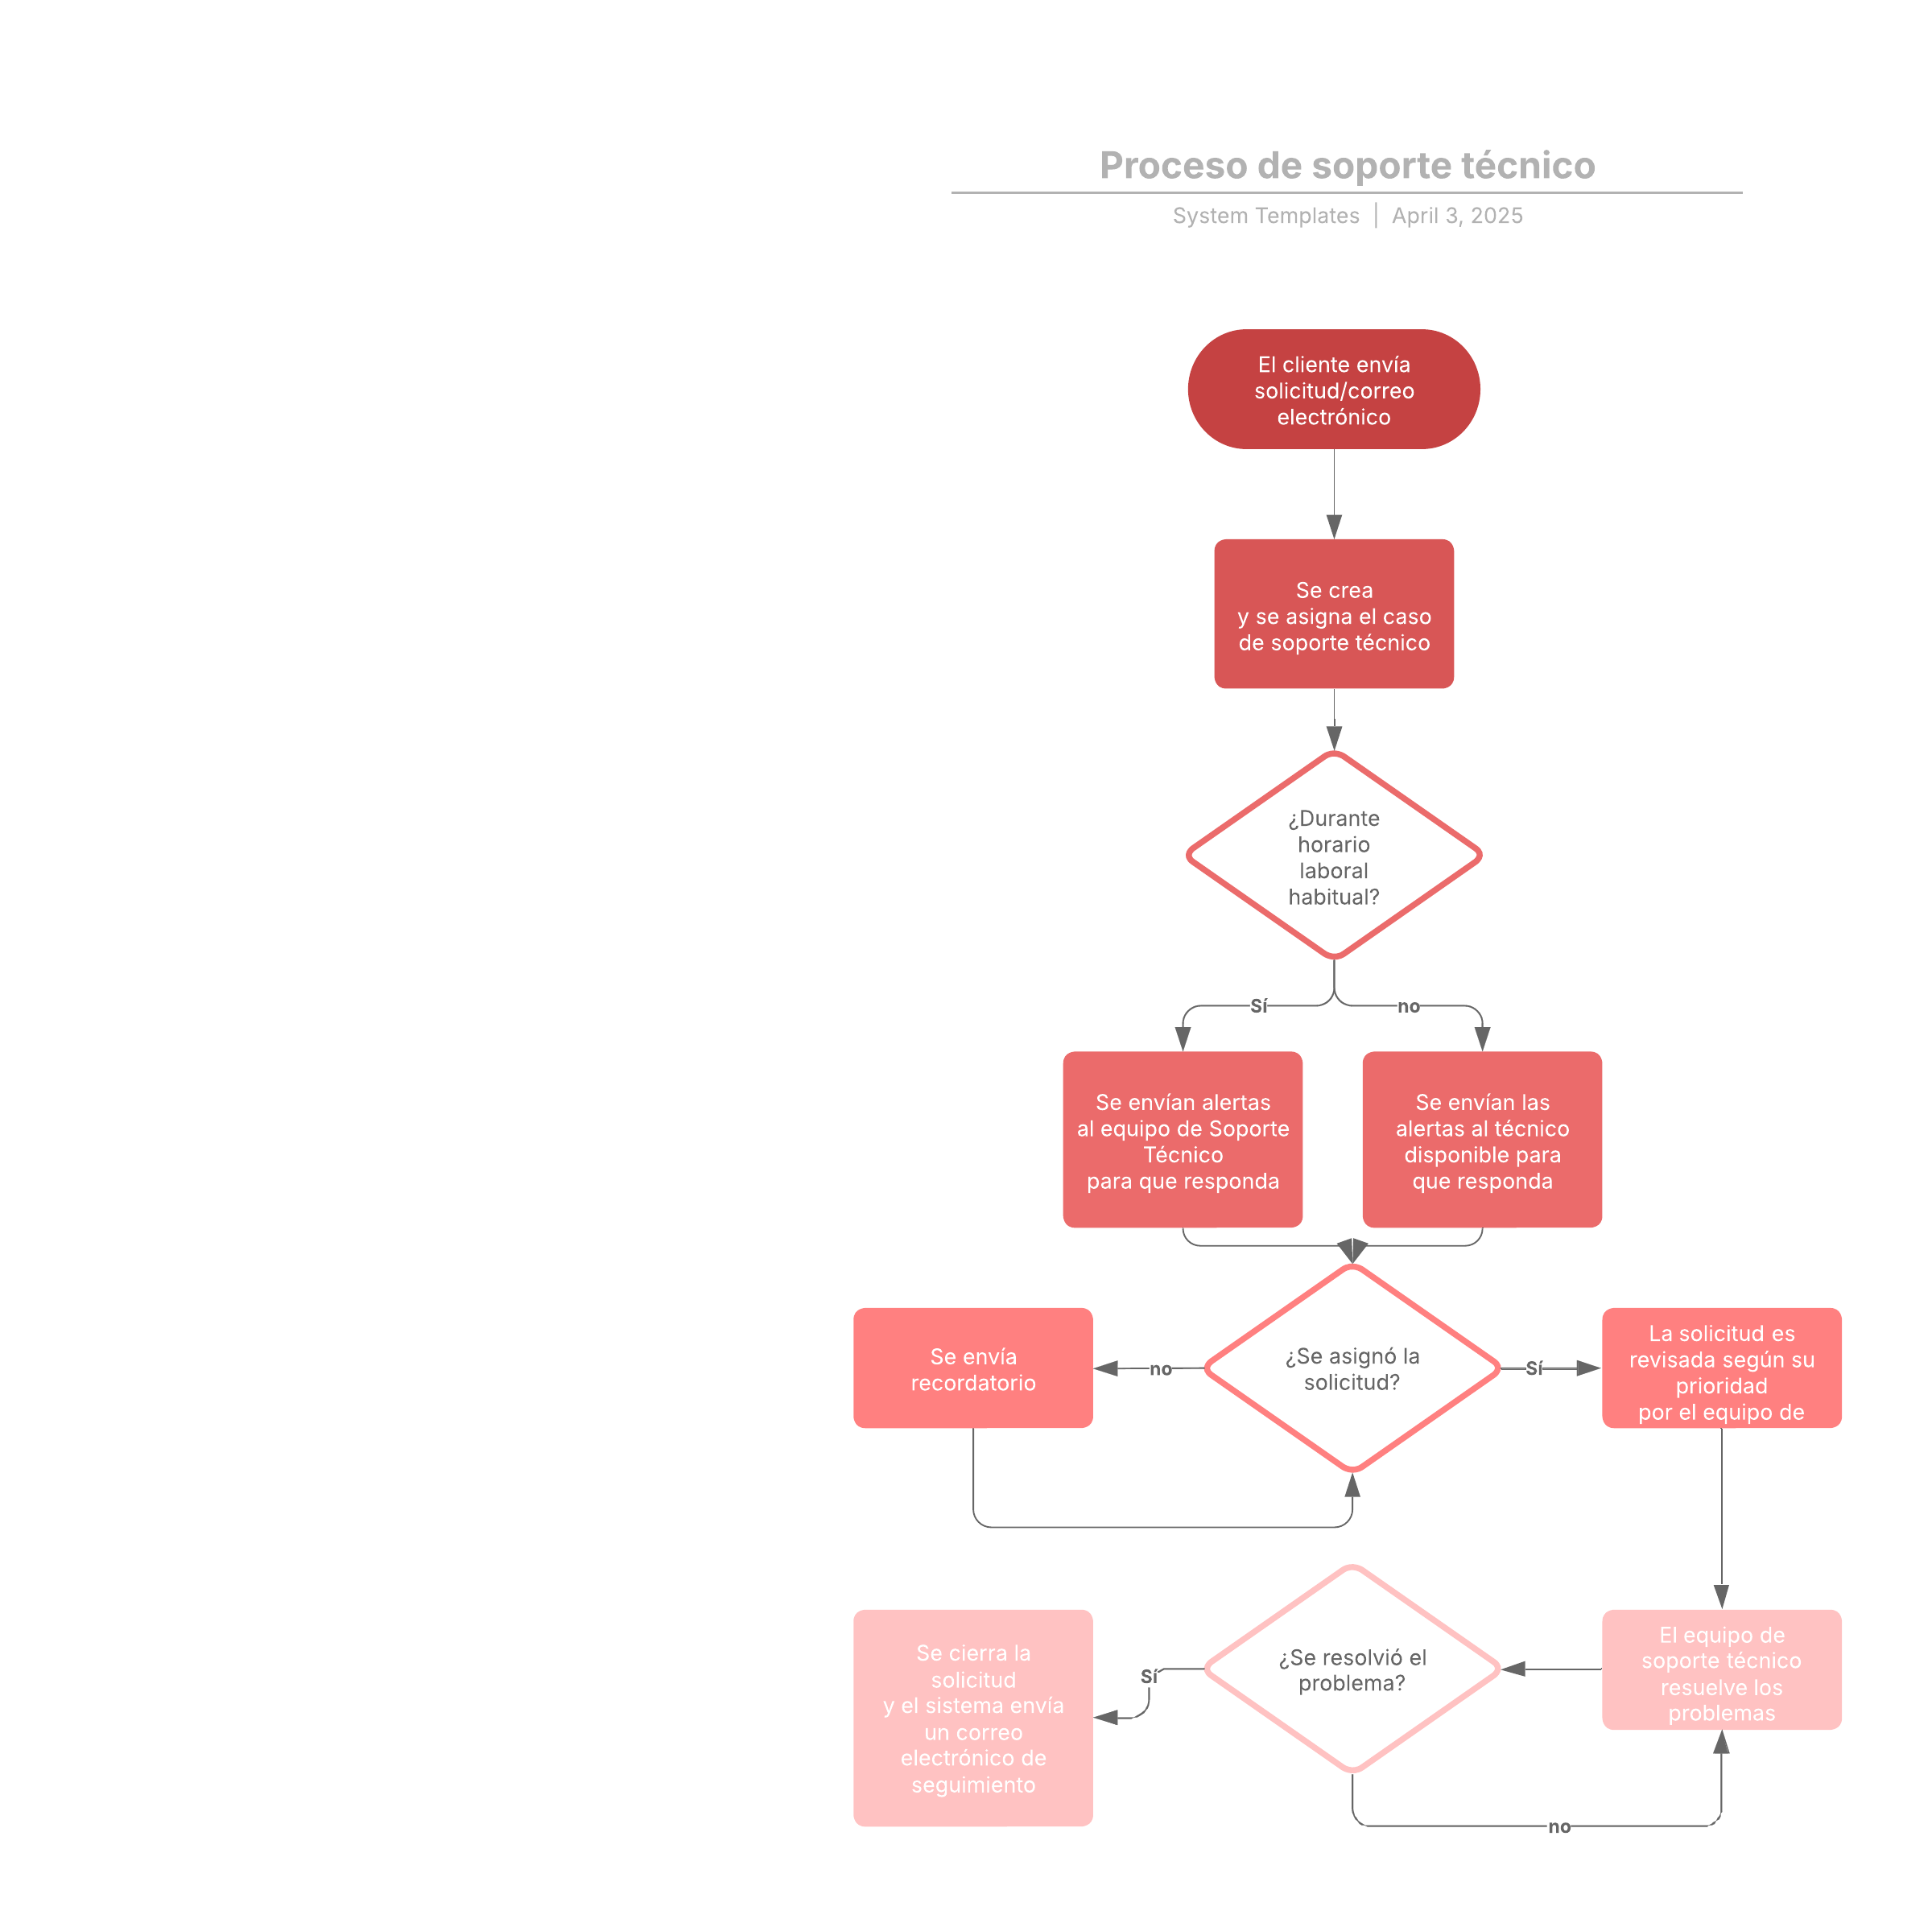 Proceso de soporte técnico
System Templates | April 3, 2025
El cliente envía
solicitud/correo
electrónico
Se crea
y se asigna el caso
de soporte técnico
¿Durante
horario
laboral
habitual?
Sí
no
Se envían alertas
al equipo de Soporte
Técnico
para que responda
Se envían las
alertas al técnico
disponible para
que responda
Se envía
recordatorio
no
¿Se asignó la
solicitud?
Sí
La solicitud es
revisada según su
prioridad
por el equipo de
Se cierra la
solicitud
y el sistema envía
un correo
electrónico de
seguimiento
Sí
¿Se resolvió el
problema?
El equipo de
soporte técnico
resuelve los
problemas
no